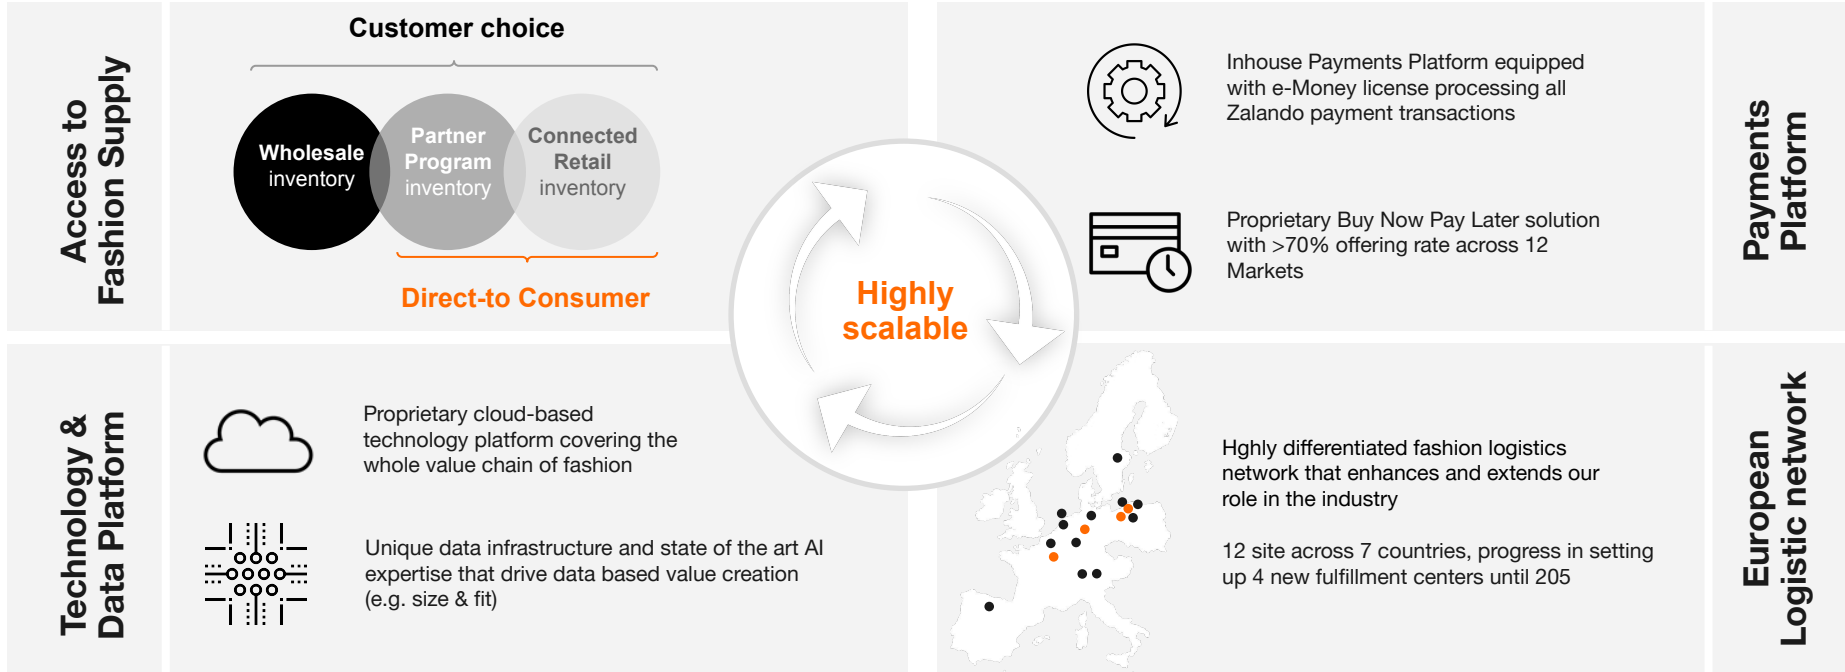 Access to
Fashion Supply
Customer choice
Wholesale
inventory
Partner
Program
inventory
Connected
Retail
inventory
Direct-to Consumer
Inhouse Payments Platform equipped
with e-Money license processing all
Zalando payment transactions
Proprietary Buy Now Pay Later solution
with >70% offering rate across 12
Markets
Payments
Platform
Highly
scalable
Technology &
Data Platform
Proprietary cloud-based
technology platform covering the
whole value chain of fashion
Unique data infrastructure and state of the art AI
expertise that drive data based value creation
(e.g. size & fit)
Hghly differentiated fashion logistics
network that enhances and extends our
role in the industry
12 site across 7 countries, progress in setting
up 4 new fulfillment centers until 205
European
Logistic network